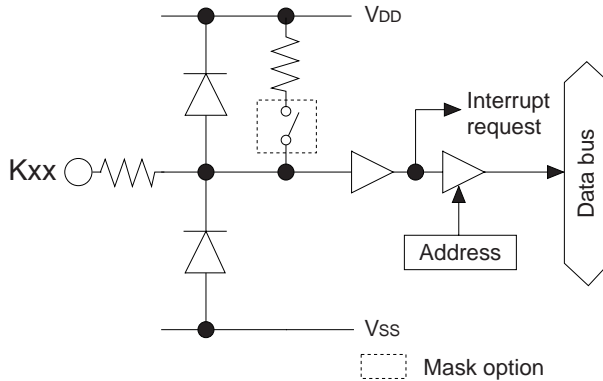 VDD
Interrupt
request
Kxx
Data bus
Address
VSS
Mask option